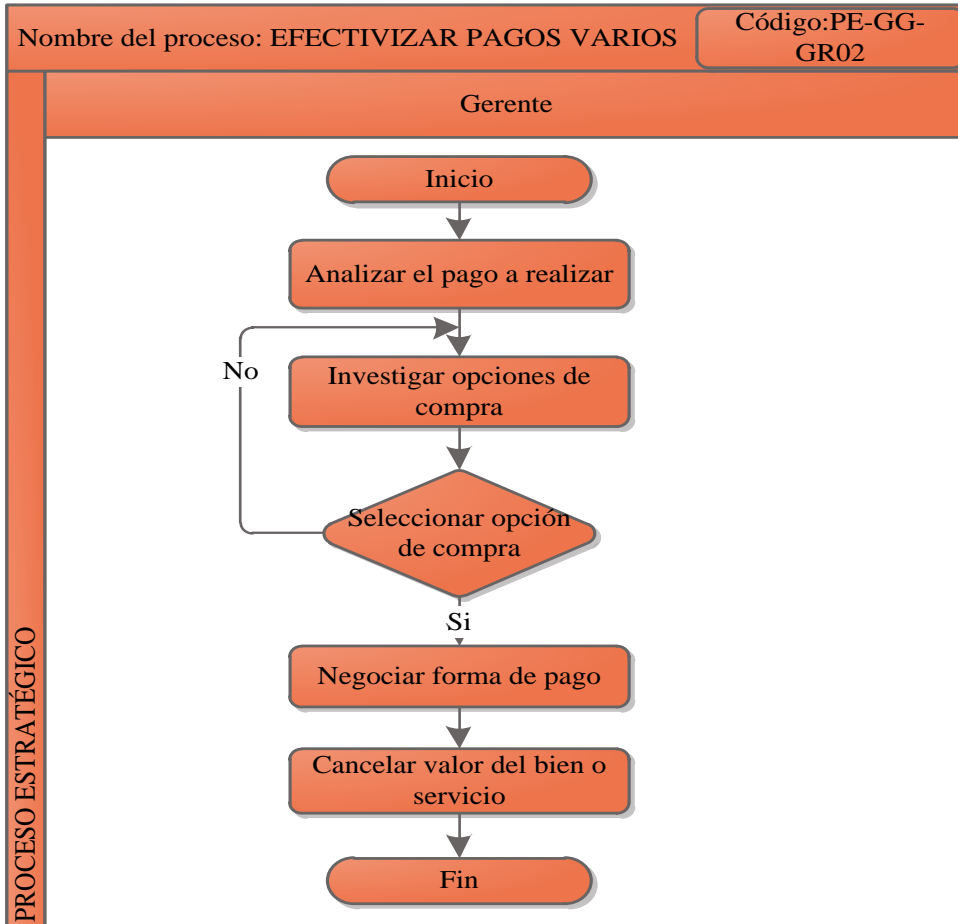 Nombre del proceso: EFECTIVIZAR PAGOS VARIOS
Código:PE-GG-
GR02
Gerente
PROCESO ESTRATÉGICO
Inicio
Analizar el pago a realizar
No
Investigar opciones de
compra
Seleccionar opción
de compra
Si
Negociar forma de pago
Cancelar valor del bien o
servicio
Fin